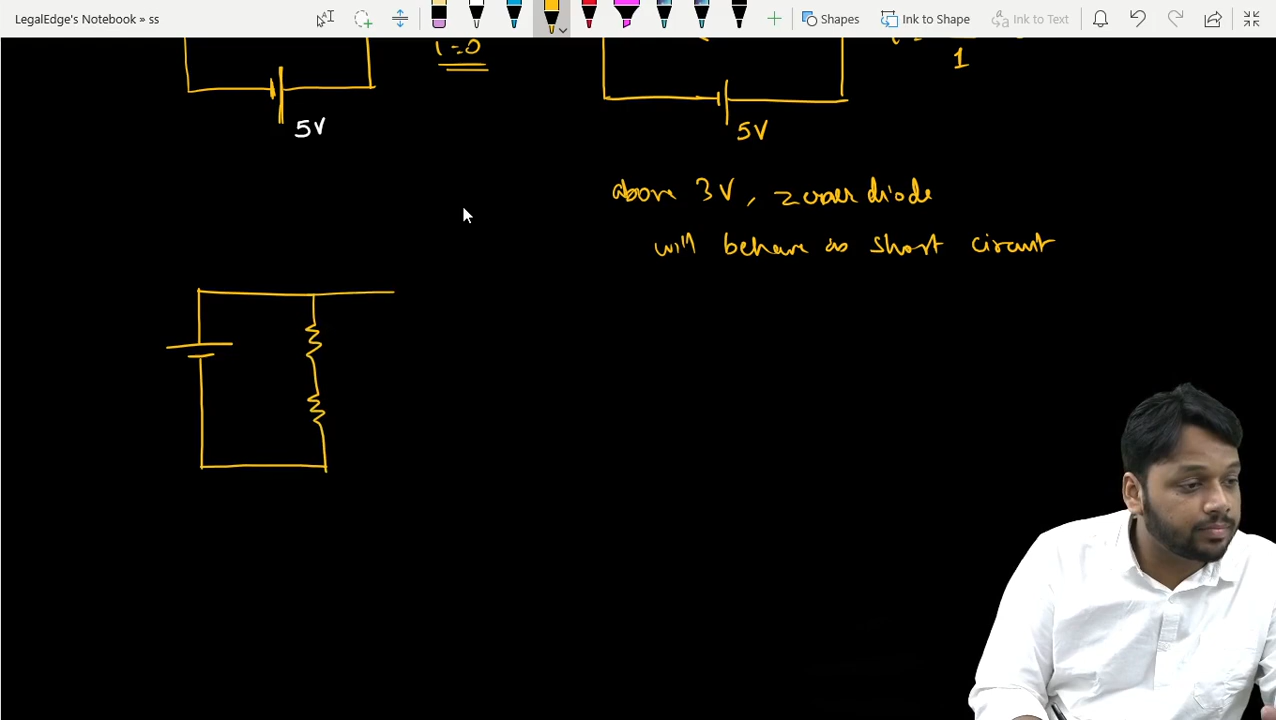 LegalEdge's Notebook » ss
Shapes
Ink to Shape
Ink to Text
i=0
1
5V
5V
above 3V, zener diode
will behave as short circuit